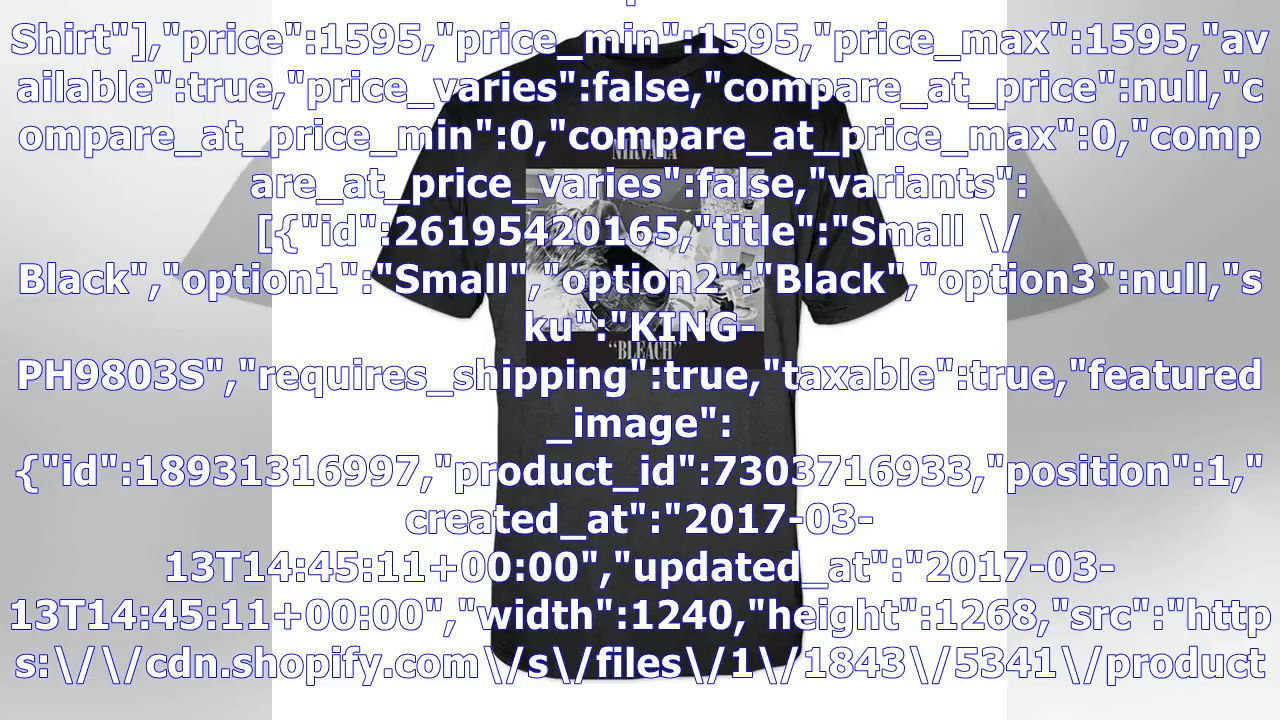 Shirt"],"price":1595,"price_min":1595,"price_max":1595,"av
ailable":true,"price_varies":false,"compare_at_price":null,"c
ompare_at_price_min":0,"compare_at_price_max":0,"comp
are_at_price_varies":false,"variants":
[{"id":26195420165,"title":"Small \/
Black","option1":"Small","option2":"Black","option3":null,"s
ku":"KING-
PH9803S","requires_shipping":true,"taxable":true,"featured
_image":
{"id":18931316997,"product_id":7303716933,"position":1,"
created_at":"2017-03-
13T14:45:11+00:00","updated_at":"2017-03-
13T14:45:11+00:00","width":1240,"height":1268,"src":"http
s:\/\/cdn.shopify.com\/s\/files\/1\/1843\/5341\/product
NIRVANA
"BLEACH"